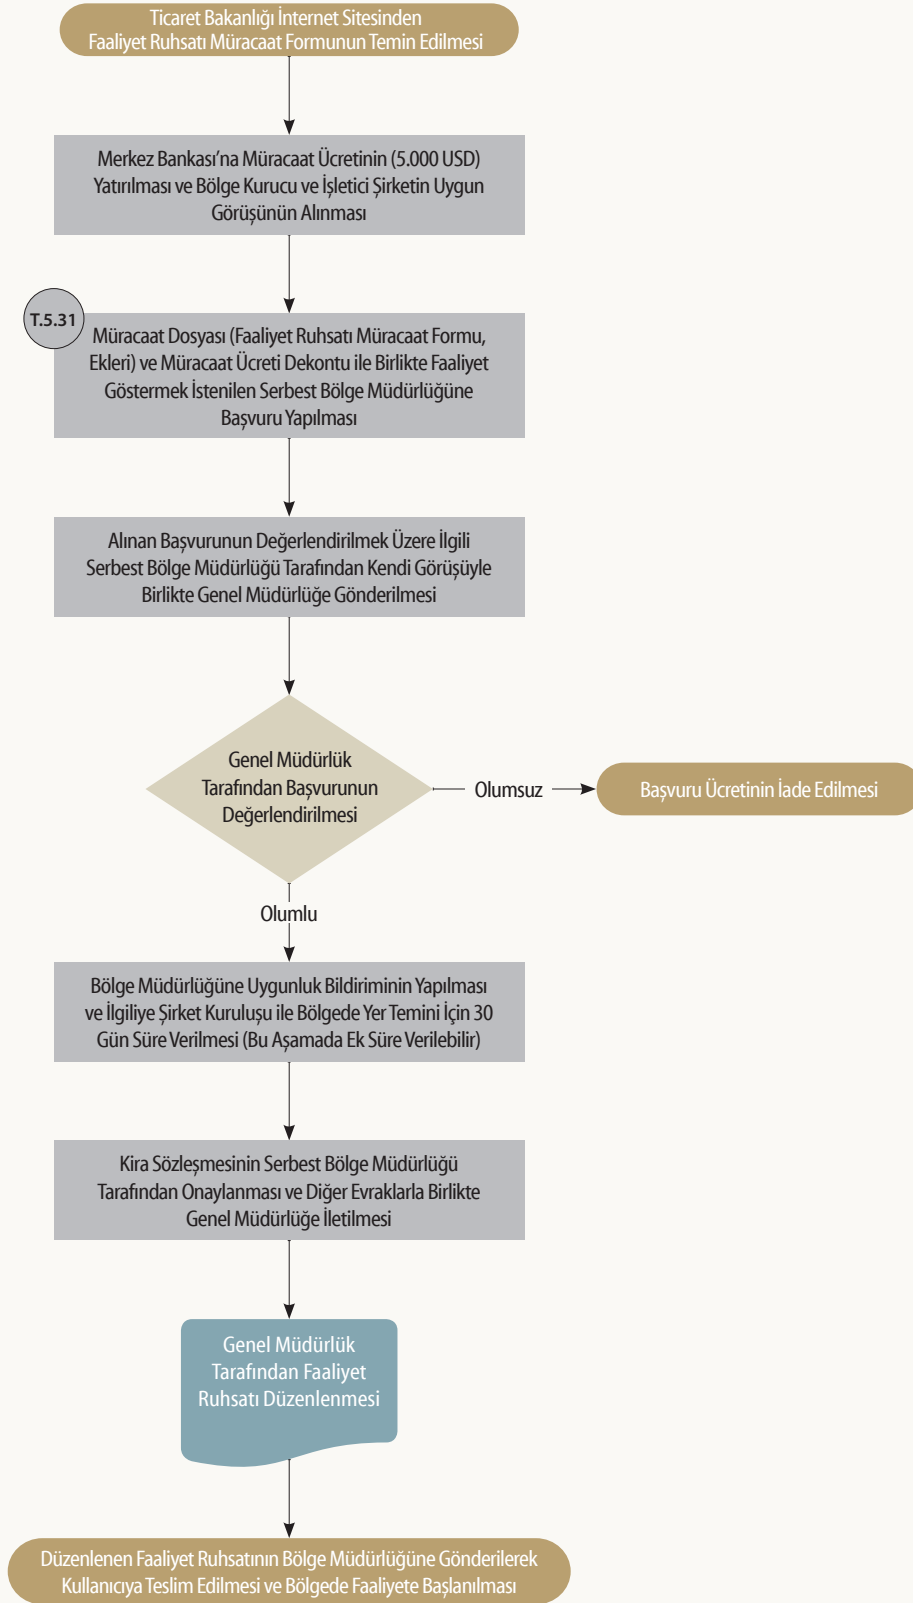 Ticaret Bakanlığı İnternet Sitesinden
Faaliyet Ruhsatı Müracaat Formunun Temin Edilmesi
Merkez Bankası’na Müracaat Ücretinin (5.000 USD)
Yatırılması ve Bölge Kurucu ve İşletici Şirketin Uygun
Görüşünün Alınması
T.5.31
Müracaat Dosyası (Faaliyet Ruhsatı Müracaat Formu,
Ekleri) ve Müracaat Ücreti Dekontu ile Birlikte Faaliyet
Göstermek İstenilen Serbest Bölge Müdürlüğüne
Başvuru Yapılması
Alınan Başvurunun Değerlendirilmek Üzere İlgili
Serbest Bölge Müdürlüğü Tarafından Kendi Görüşüyle
Birlikte Genel Müdürlüğe Gönderilmesi
Genel Müdürlük
Tarafından Başvurunun
Değerlendirilmesi
Olumsuz
Başvuru Ücretinin İade Edilmesi
Olumlu
Bölge Müdürlüğüne Uygunluk Bildiriminin Yapılması
ve İlgiliye Şirket Kuruluşu ile Bölgede Yer Temini İçin 30
Gün Süre Verilmesi (Bu Aşamada Ek Süre Verilebilir)
Kira Sözleşmesinin Serbest Bölge Müdürlüğü
Tarafından Onaylanması ve Diğer Evraklarla Birlikte
Genel Müdürlüğe İletilmesi
Genel Müdürlük
Tarafından Faaliyet
Ruhsatı Düzenlenmesi
Düzenlenen Faaliyet Ruhsatının Bölge Müdürlüğüne Gönderilerek
Kullanıcıya Teslim Edilmesi ve Bölgede Faaliyete Başlanılması